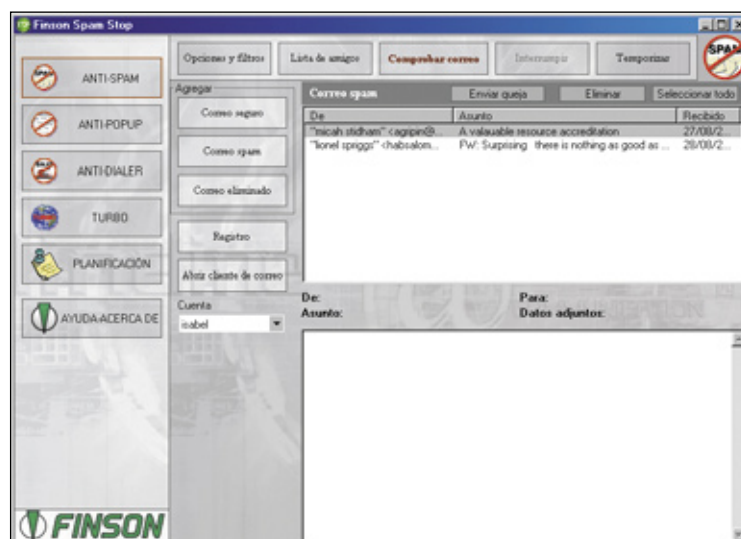 Finson Spam Stop
Opciones y filtros
Lista de amigos
Comprobar correo
Interrumpir
Temporizar
SPAM
ANTI-SPAM
ANTI-POPUP
ANTI-DIALER
TURBO
PLANIFICACIÓN
AYUDA-ACERCA DE
Agregar
Correo seguro
Correo spam
Correo eliminado
Registro
Abrir cliente de correo
Cuenta
isabel
Correo spam
Enviar queja
Eliminar
Seleccionar todo
De Asunto Recibido
"micah stidham" <agripin@... A valauable resource accreditation 27/08/2...
"lionel spriggs" <habsalom... FW: Surprising there is nothing as good as ... 28/08/2...
De: Para:
Asunto: Datos adjuntos:
FINSON